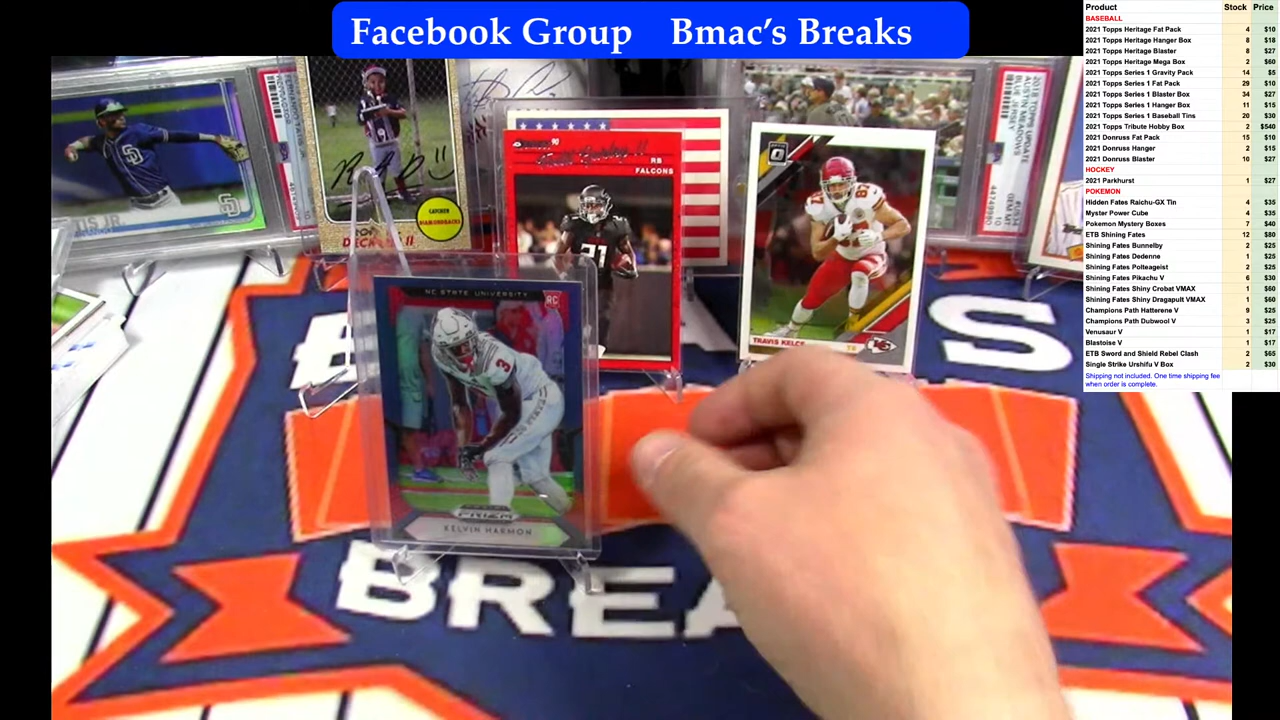 Facebook Group Bmac's Breaks
Product Stock Price
BASEBALL
2021 Topps Heritage Fat Pack 4 $10
2021 Topps Heritage Hanger Box 8 $18
2021 Topps Heritage Blaster 8 $27
2021 Topps Heritage Mega Box 2 $60
2021 Topps Series 1 Gravity Pack 14 $5
2021 Topps Series 1 Fat Pack 29 $10
2021 Topps Series 1 Blaster Box 34 $27
2021 Topps Series 1 Hanger Box 11 $15
2021 Topps Series 1 Baseball Tins 20 $30
2021 Topps Tribute Hobby Box 2 $540
2021 Donruss Fat Pack 15 $10
2021 Donruss Hanger 2 $15
2021 Donruss Blaster 10 $27
HOCKEY
2021 Parkhurst 1 $27
POKEMON
Hidden Fates Raichu-GX Tin 4 $35
Myster Power Cube 4 $35
Pokemon Mystery Boxes 7 $40
ETB Shining Fates 12 $80
Shining Fates Bunnelby 2 $25
Shining Fates Dedenne 1 $25
Shining Fates Polteageist 2 $25
Shining Fates Pikachu V 6 $30
Shining Fates Shiny Crobat VMAX 1 $60
Shining Fates Shiny Dragapult VMAX 1 $60
Champions Path Hatterene V 9 $25
Champions Path Dubwool V 3 $25
Venusaur V 1 $17
Blastoise V 1 $17
ETB Sword and Shield Rebel Clash 2 $65
Single Strike Urshifu V Box 2 $30
Shipping not included. One time shipping fee
when order is complete.
RB
FALCONS
21
CATCHER
DIAMONDBACKS
87
TRAVIS KELCE TE
NC STATE UNIVERSITY RC
3
PRIZM
KELVIN HARMON
S
BREA